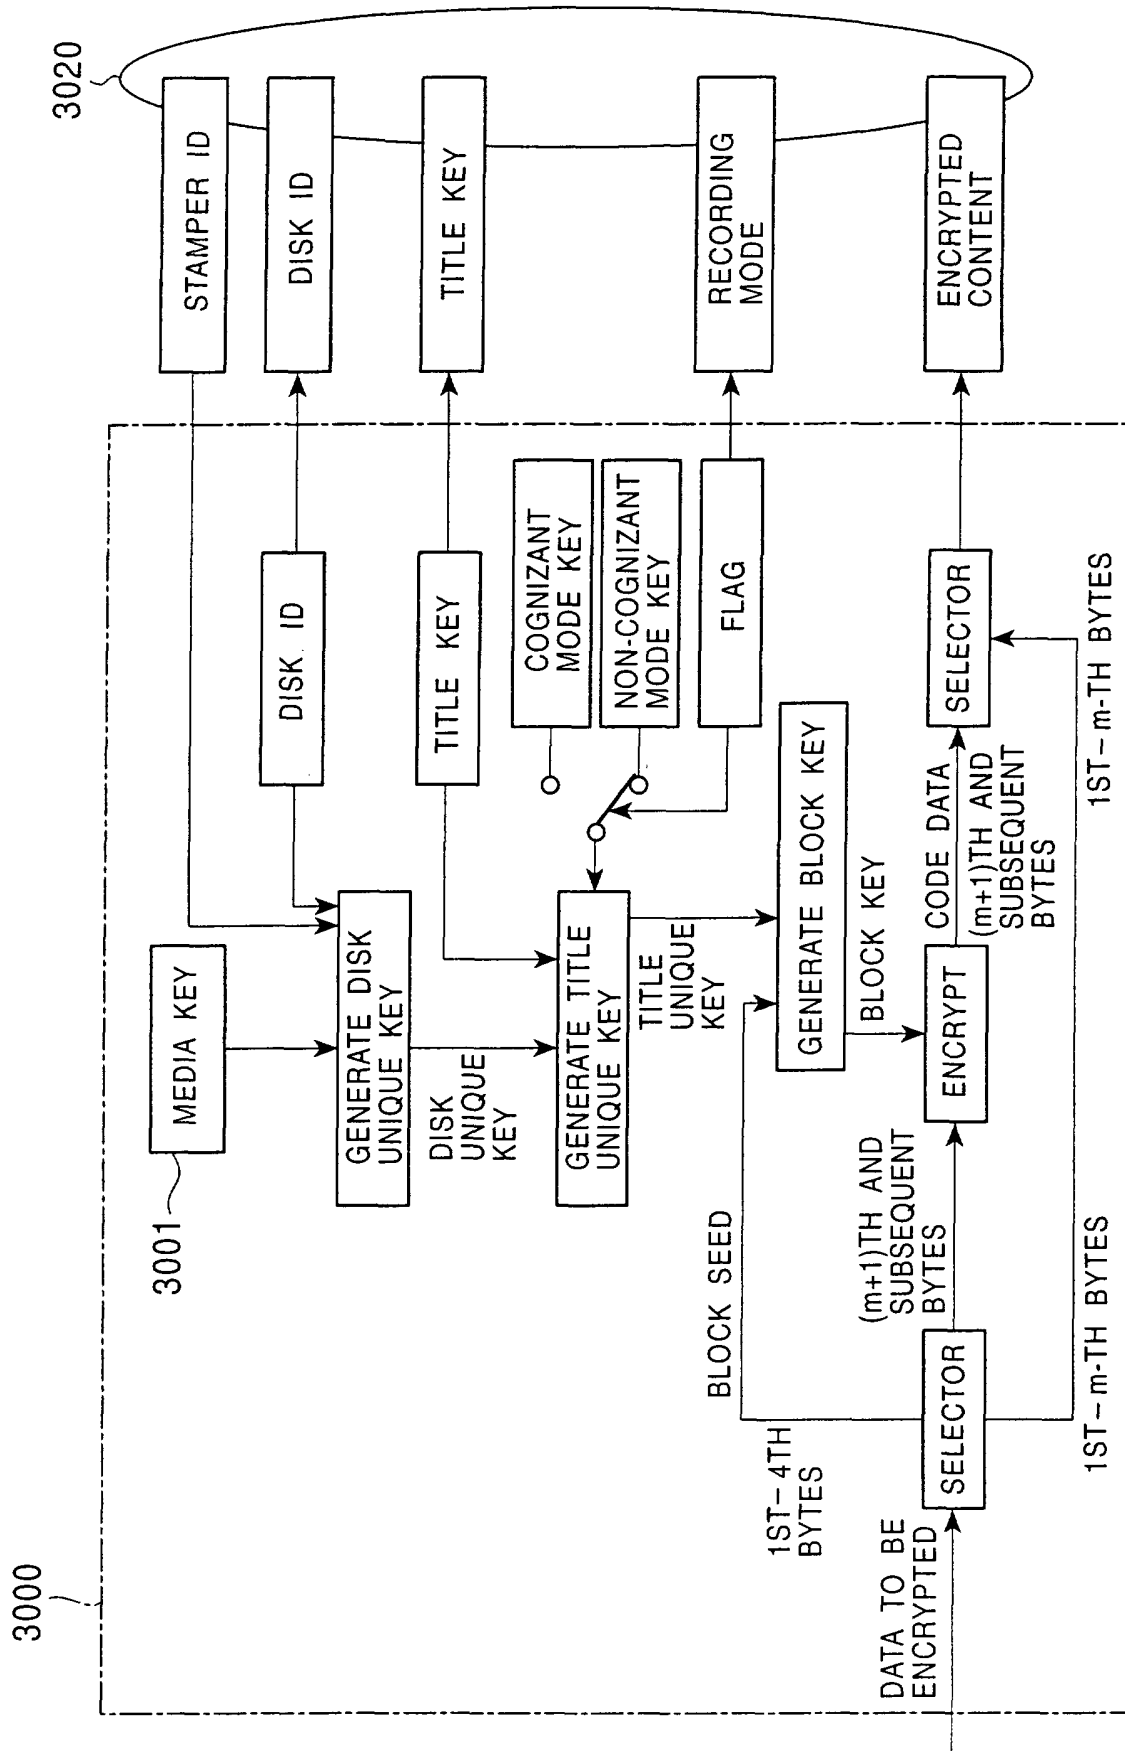 3000
3020
3001
MEDIA KEY
STAMPER ID
DISK ID
DISK ID
GENERATE DISK
UNIQUE KEY
DISK
UNIQUE
KEY
TITLE KEY
TITLE KEY
GENERATE TITLE
UNIQUE KEY
COGNIZANT
MODE KEY
NON-COGNIZANT
MODE KEY
TITLE
UNIQUE
KEY
FLAG
RECORDING
MODE
BLOCK SEED
1ST-4TH
BYTES
GENERATE BLOCK KEY
BLOCK KEY
DATA TO BE
ENCRYPTED
SELECTOR
(m+1)TH AND
SUBSEQUENT
BYTES
ENCRYPT
CODE DATA
(m+1)TH AND
SUBSEQUENT
BYTES
SELECTOR
ENCRYPTED
CONTENT
1ST-m-TH BYTES
1ST-m-TH BYTES